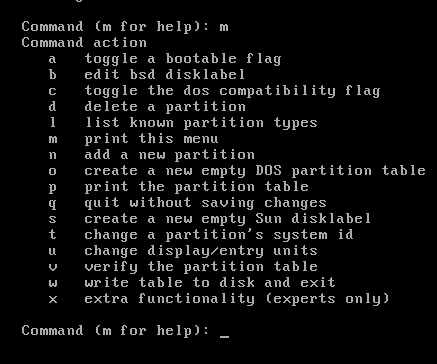 Command (m for help): m
Command action
a toggle a bootable flag
b edit bsd disklabel
c toggle the dos compatibility flag
d delete a partition
l list known partition types
m print this menu
n add a new partition
o create a new empty DOS partition table
p print the partition table
q quit without saving changes
s create a new empty Sun disklabel
t change a partition's system id
u change display/entry units
v verify the partition table
w write table to disk and exit
x extra functionality (experts only)
Command (m for help): _